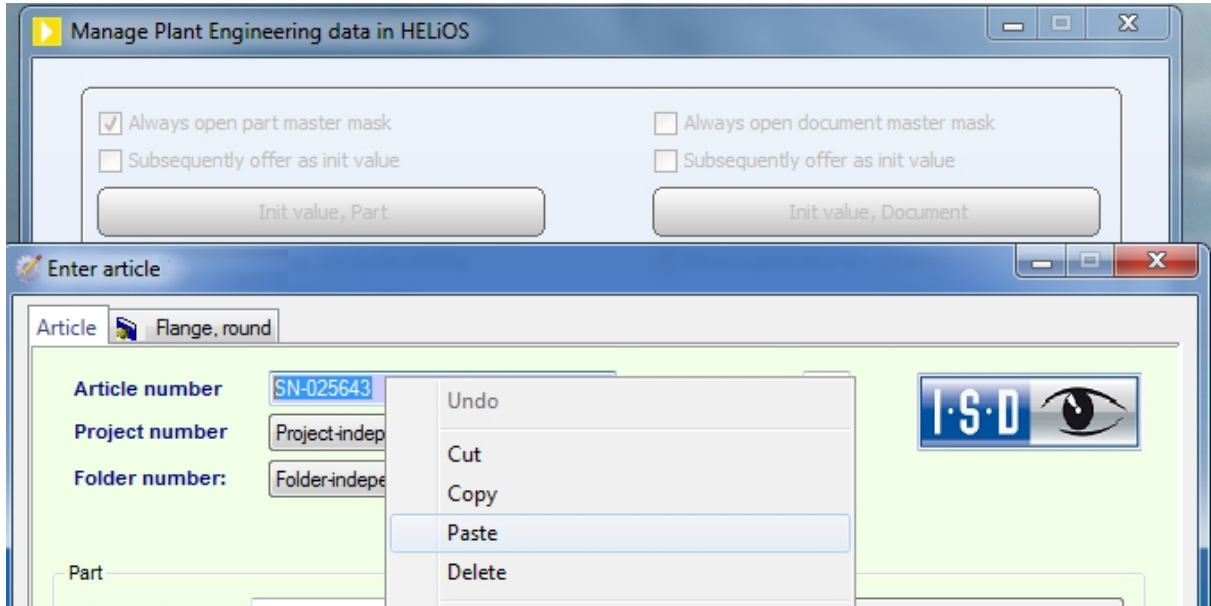 Manage Plant Engineering data in HELiOS
Always open part master mask
Always open document master mask
Subsequently offer as init value
Subsequently offer as init value
Init value, Part
Init value, Document
Enter article
Article
Flange, round
Article number
SN-025643
Project number
Project-indep
Folder number:
Folder-indepe
I·S·D
Undo
Cut
Copy
Paste
Delete
Part